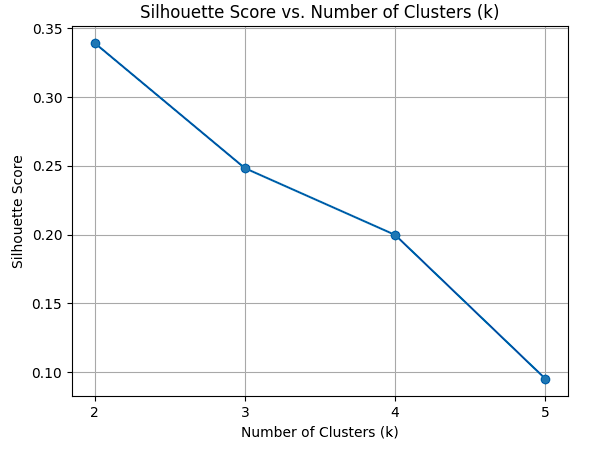 Silhouette Score vs. Number of Clusters (k)
0.35
0.30
0.25
0.20
0.15
0.10
Silhouette Score
2 3 4 5
Number of Clusters (k)